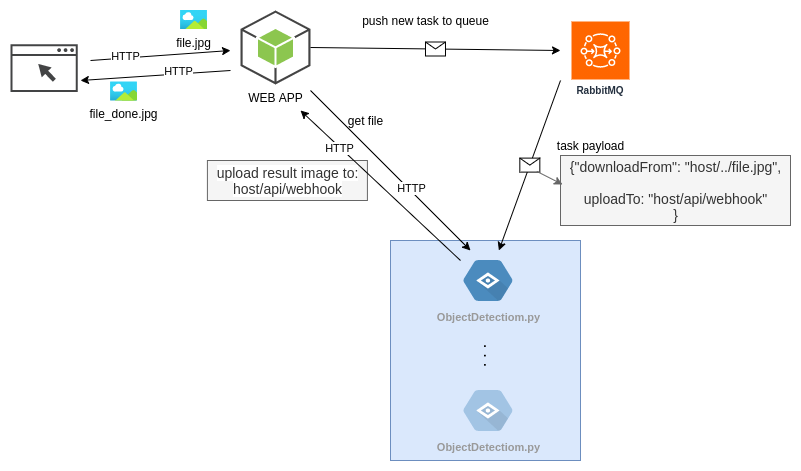 file.jpg
push new task to queue
HTTP
HTTP
file_done.jpg
WEB APP
RabbitMQ
get file
HTTP
task payload
upload result image to:
host/api/webhook
HTTP
{"downloadFrom": "host/../file.jpg",
uploadTo: "host/api/webhook"
}
ObjectDetectiom.py
. . .
ObjectDetectiom.py